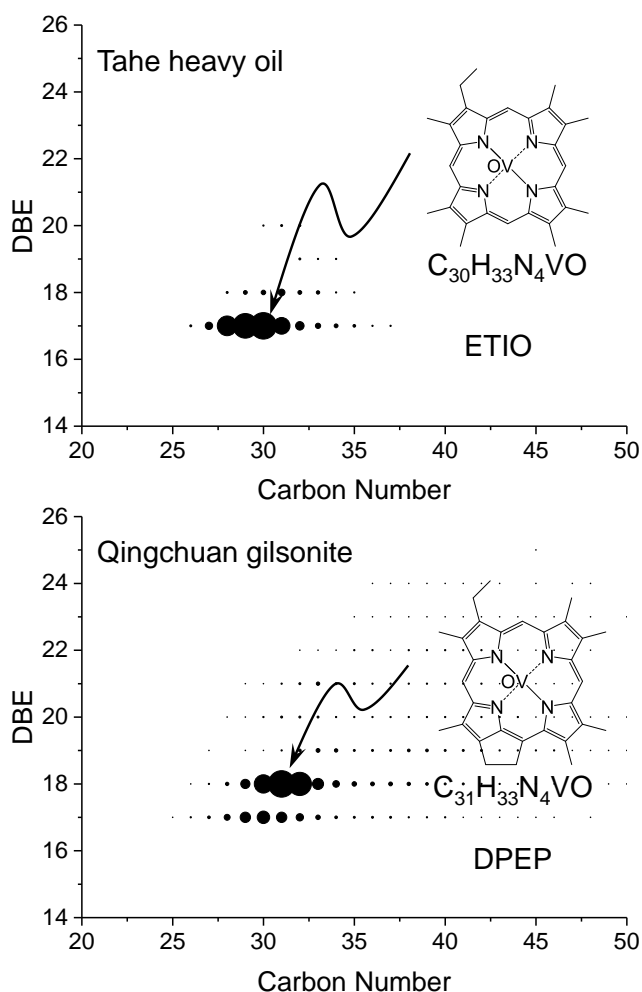 26
Tahe heavy oil
24
22
20
18
16
14
DBE
N N
OV
N N
C₃₀H₃₃N₄VO
ETIO
20 25 30 35 40 45 50
Carbon Number
26
Qingchuan gilsonite
24
22
20
18
16
14
DBE
N N
OV
N N
C₃₁H₃₃N₄VO
DPEP
20 25 30 35 40 45 50
Carbon Number